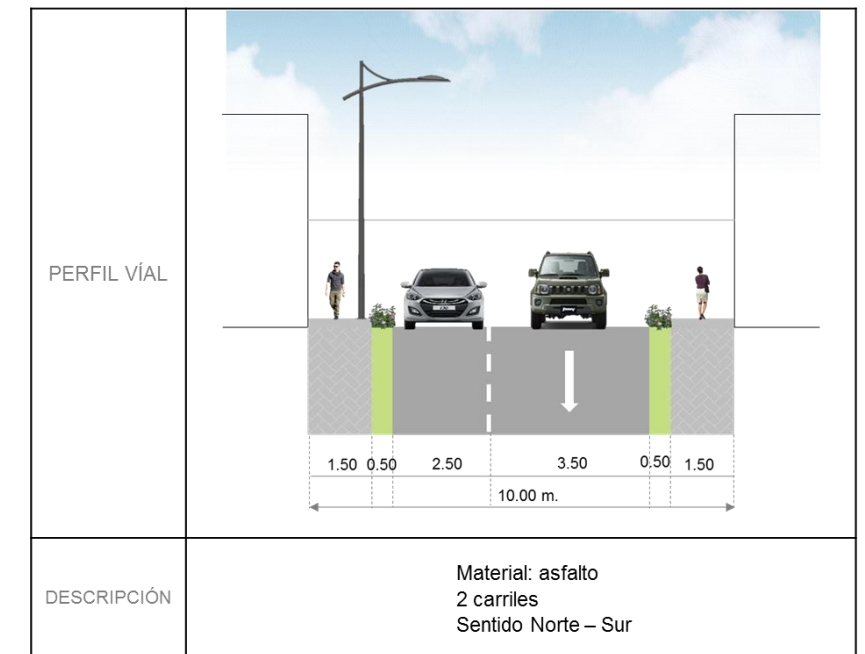 PERFIL VÍAL
1.50 0.50 2.50 3.50 0.50 1.50
10.00 m.
DESCRIPCIÓN
Material: asfalto
2 carriles
Sentido Norte – Sur